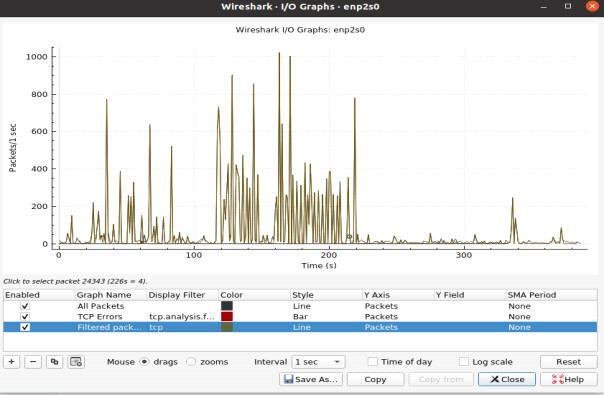 Wireshark · I/O Graphs: enp2s0
Wireshark I/O Graphs: enp2s0
1000
800
600
400
200
0
Packets/1 sec
0 100 200 300
Time (s)
Click to select packet 24343 (226s = 4).
Enabled Graph Name Display Filter Color Style Y Axis Y Field SMA Period
All Packets Line Packets None
TCP Errors tcp.analysis.f... Bar Packets None
Filtered pack... tcp Line Packets None
Mouse drags zooms Interval 1 sec Time of day Log scale Reset
Save As... Copy Copy from Close Help